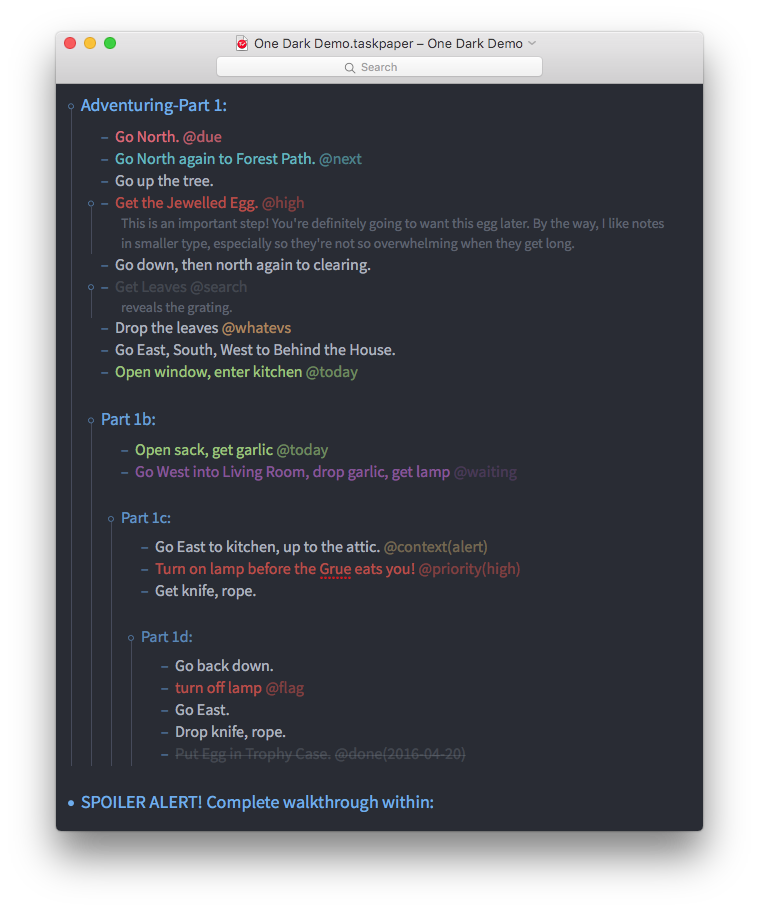 One Dark Demo.taskpaper – One Dark Demo
Search
Adventuring-Part 1:
– Go North. @due
– Go North again to Forest Path. @next
– Go up the tree.
– Get the Jewelled Egg. @high
This is an important step! You're definitely going to want this egg later. By the way, I like notes
in smaller type, especially so they're not so overwhelming when they get long.
– Go down, then north again to clearing.
– Get Leaves @search
reveals the grating.
– Drop the leaves @whatevs
– Go East, South, West to Behind the House.
– Open window, enter kitchen @today
Part 1b:
– Open sack, get garlic @today
– Go West into Living Room, drop garlic, get lamp @waiting
Part 1c:
– Go East to kitchen, up to the attic. @context(alert)
– Turn on lamp before the Grue eats you! @priority(high)
– Get knife, rope.
Part 1d:
– Go back down.
– turn off lamp @flag
– Go East.
– Drop knife, rope.
– Put Egg in Trophy Case. @done(2016-04-20)
SPOILER ALERT! Complete walkthrough within: